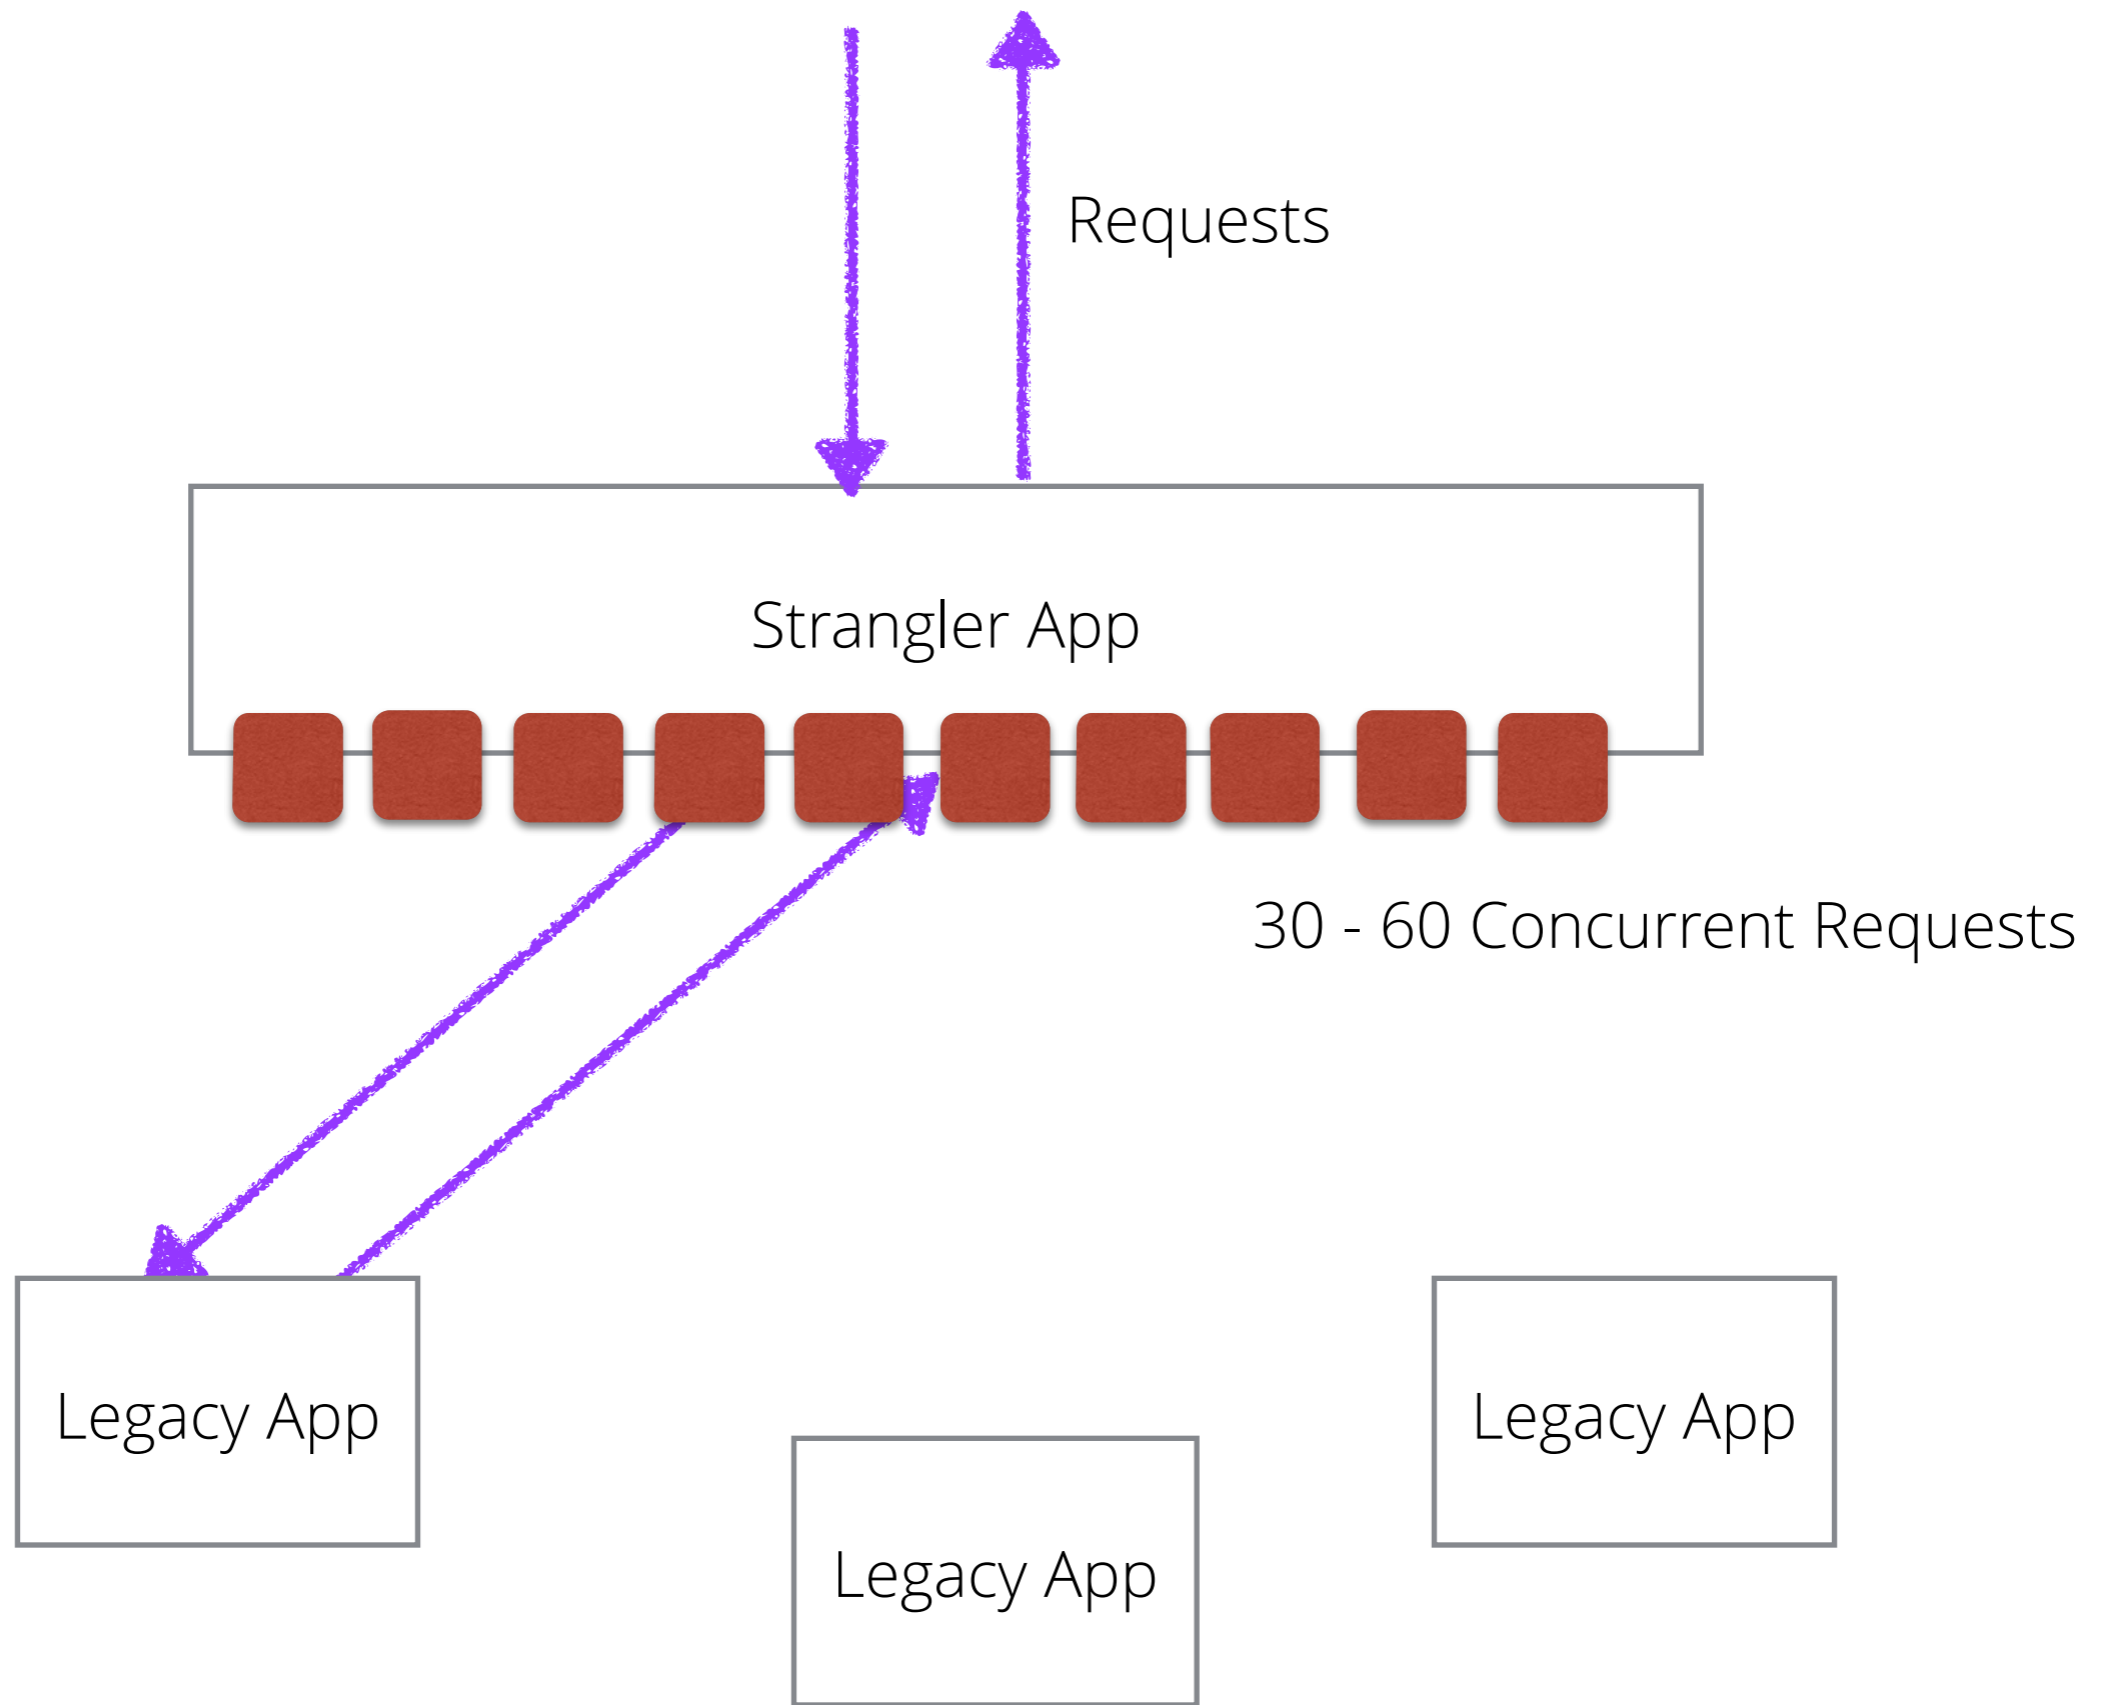 Requests
Strangler App
30 - 60 Concurrent Requests
Legacy App
Legacy App
Legacy App